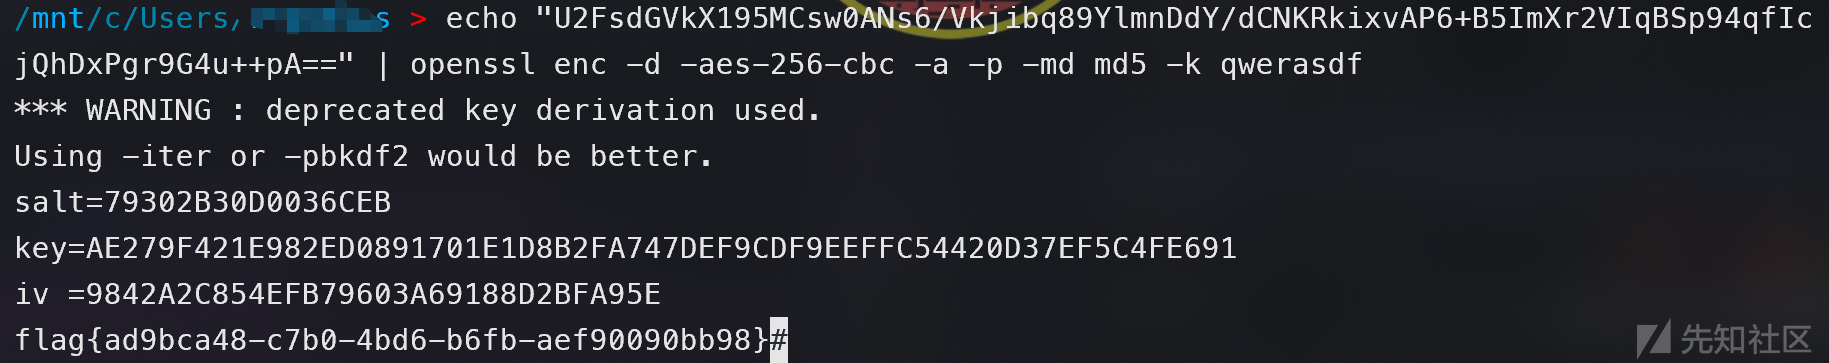 /mnt/c/Users/ s > echo "U2FsdGVkX195MCsw0ANs6/Vkjibq89YlmnDdY/dCNKRkixvAP6+B5ImXr2VIqBSp94qfIc
jQhDxPgr9G4u++pA==" | openssl enc -d -aes-256-cbc -a -p -md md5 -k qwerasdf
*** WARNING : deprecated key derivation used.
Using -iter or -pbkdf2 would be better.
salt=79302B30D0036CEB
key=AE279F421E982ED0891701E1D8B2FA747DEF9CDF9EEFFC54420D37EF5C4FE691
iv =9842A2C854EFB79603A69188D2BFA95E
flag{ad9bca48-c7b0-4bd6-b6fb-aef90090bb98}#
先知社区